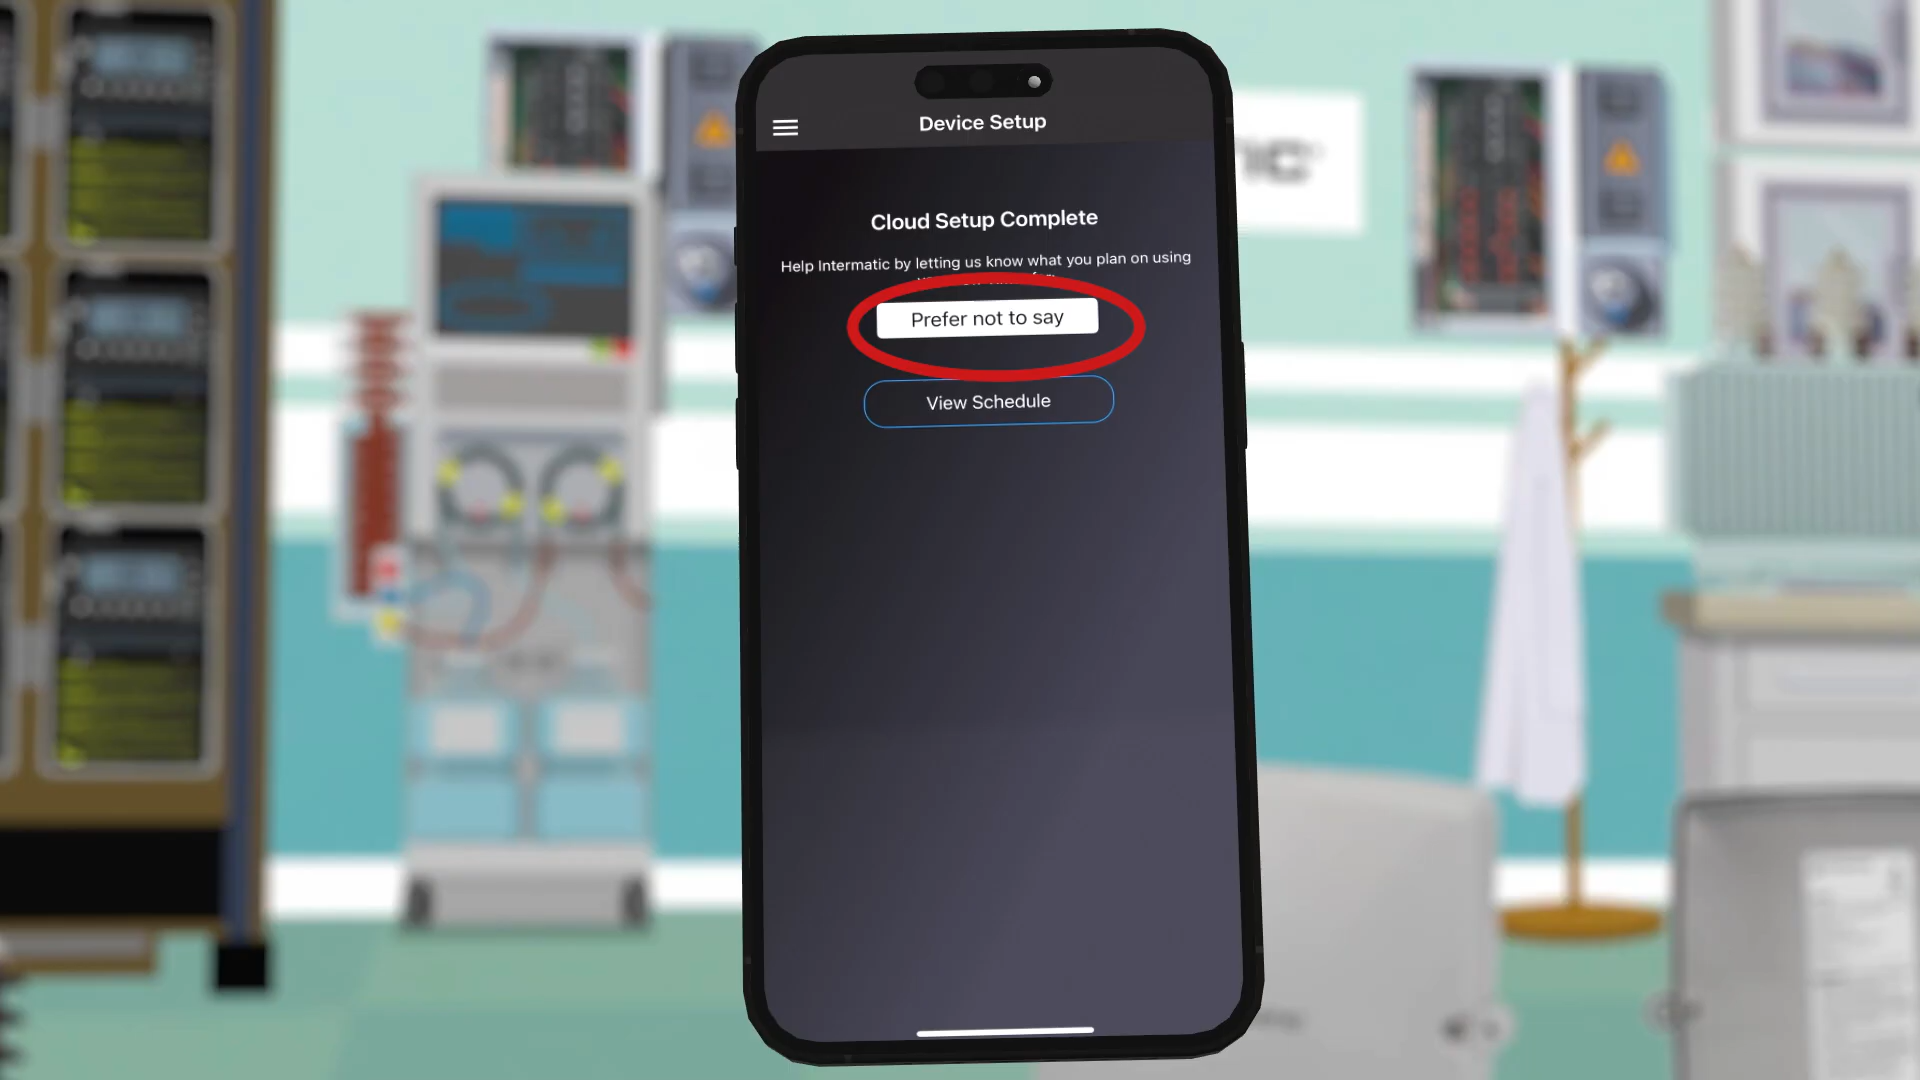 Device Setup
Cloud Setup Complete
Help Intermatic by letting us know what you plan on using
Prefer not to say
View Schedule